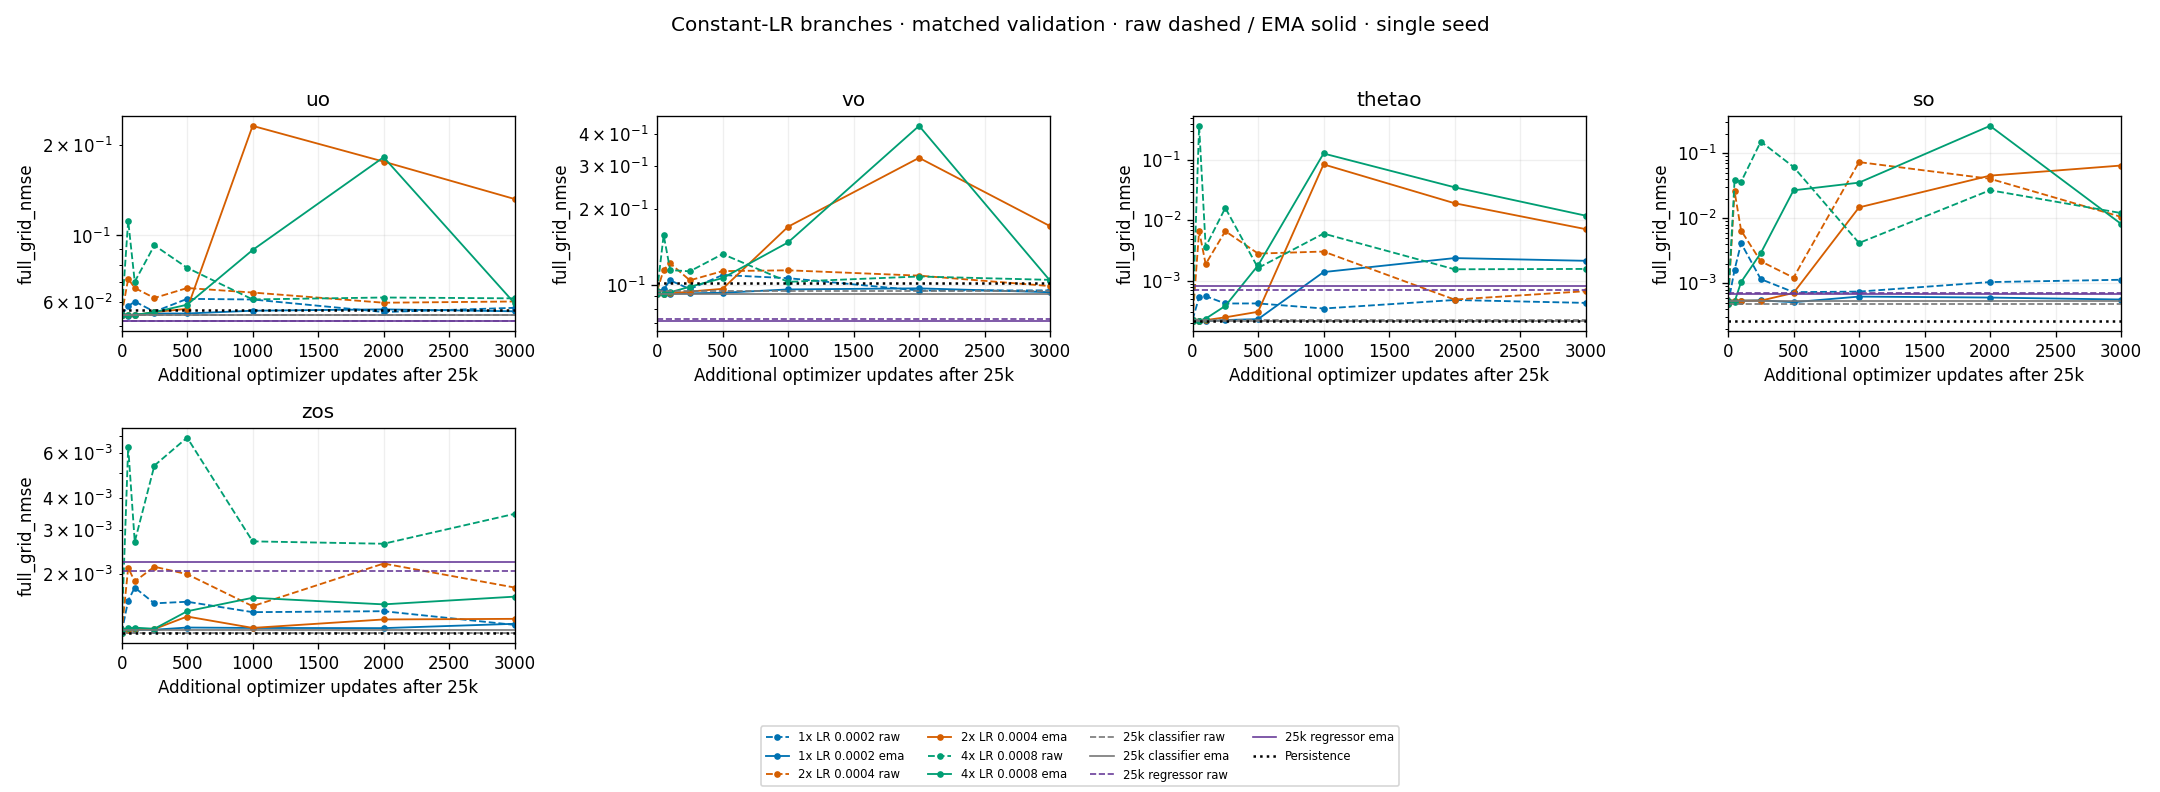 Constant-LR branches · matched validation · raw dashed / EMA solid · single seed
uo
full_grid_nmse
2 × 10⁻¹
10⁻¹
6 × 10⁻²
0 500 1000 1500 2000 2500 3000
Additional optimizer updates after 25k
vo
full_grid_nmse
4 × 10⁻¹
3 × 10⁻¹
2 × 10⁻¹
10⁻¹
0 500 1000 1500 2000 2500 3000
Additional optimizer updates after 25k
thetao
full_grid_nmse
10⁻¹
10⁻²
10⁻³
0 500 1000 1500 2000 2500 3000
Additional optimizer updates after 25k
so
full_grid_nmse
10⁻¹
10⁻²
10⁻³
0 500 1000 1500 2000 2500 3000
Additional optimizer updates after 25k
zos
full_grid_nmse
6 × 10⁻³
4 × 10⁻³
3 × 10⁻³
2 × 10⁻³
0 500 1000 1500 2000 2500 3000
Additional optimizer updates after 25k
1x LR 0.0002 raw
1x LR 0.0002 ema
2x LR 0.0004 raw
2x LR 0.0004 ema
4x LR 0.0008 raw
4x LR 0.0008 ema
25k classifier raw
25k classifier ema
25k regressor raw
25k regressor ema
Persistence